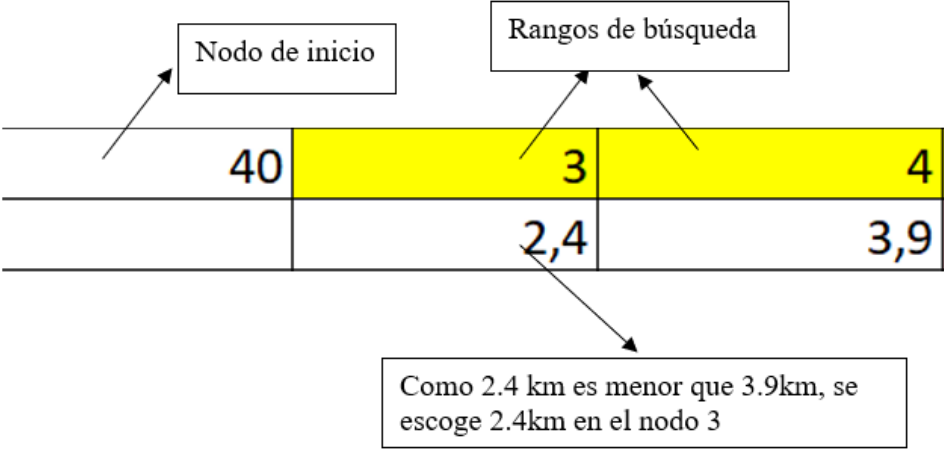 Nodo de inicio
Rangos de búsqueda
40 3 4
2,4 3,9
Como 2.4 km es menor que 3.9km, se
escoge 2.4km en el nodo 3